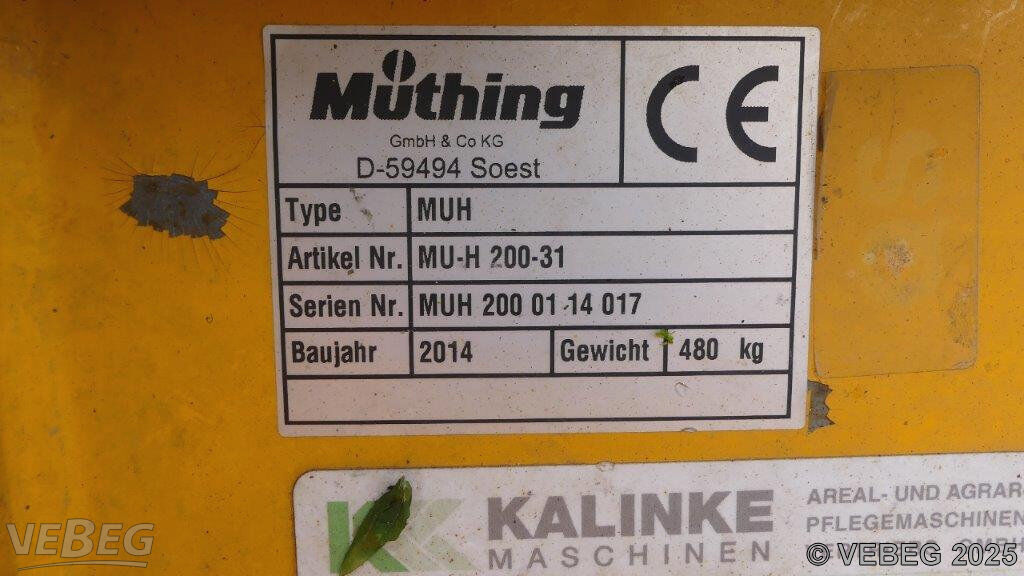 Müthing
GmbH & Co KG
D-59494 Soest
CE
Type MUH
Artikel Nr. MU-H 200-31
Serien Nr. MUH 200 01 14 017
Baujahr 2014 Gewicht 480 kg
KALINKE
MASCHINEN
AREAL- UND AGRAR
PFLEGEMASCHINEN
GMBH
VEBEG
© VEBEG 2025